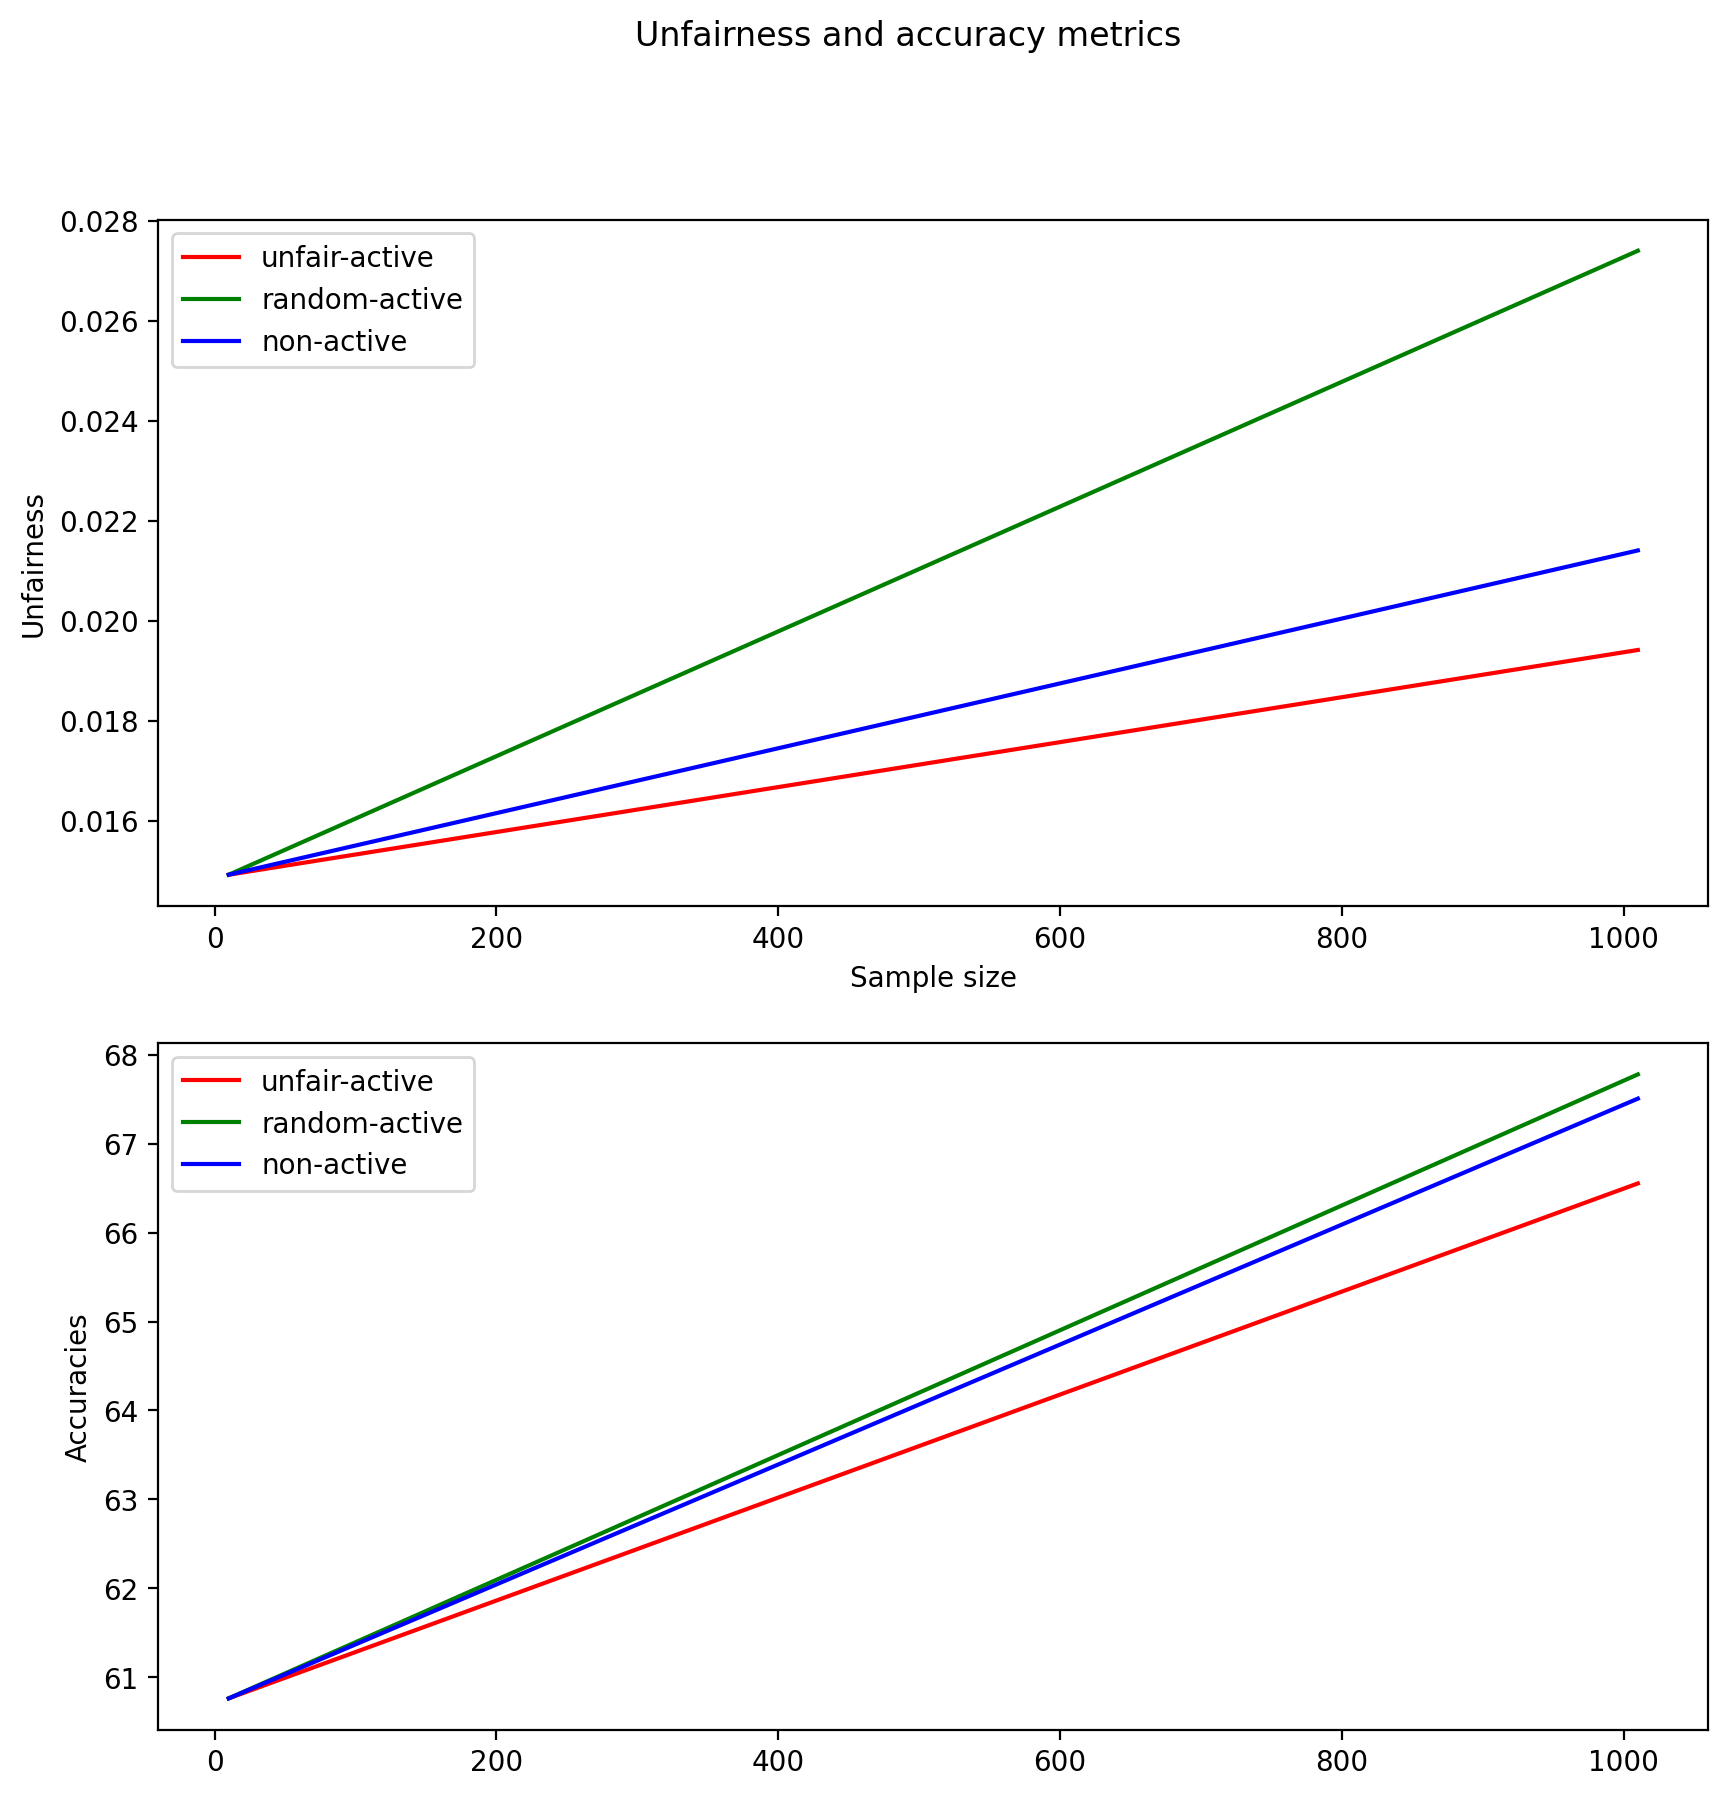 Unfairness and accuracy metrics
0.028
0.026
0.024
0.022
0.020
0.018
0.016
Unfairness
unfair-active
random-active
non-active
0 200 400 600 800 1000
Sample size
68
67
66
65
64
63
62
61
Accuracies
unfair-active
random-active
non-active
0 200 400 600 800 1000